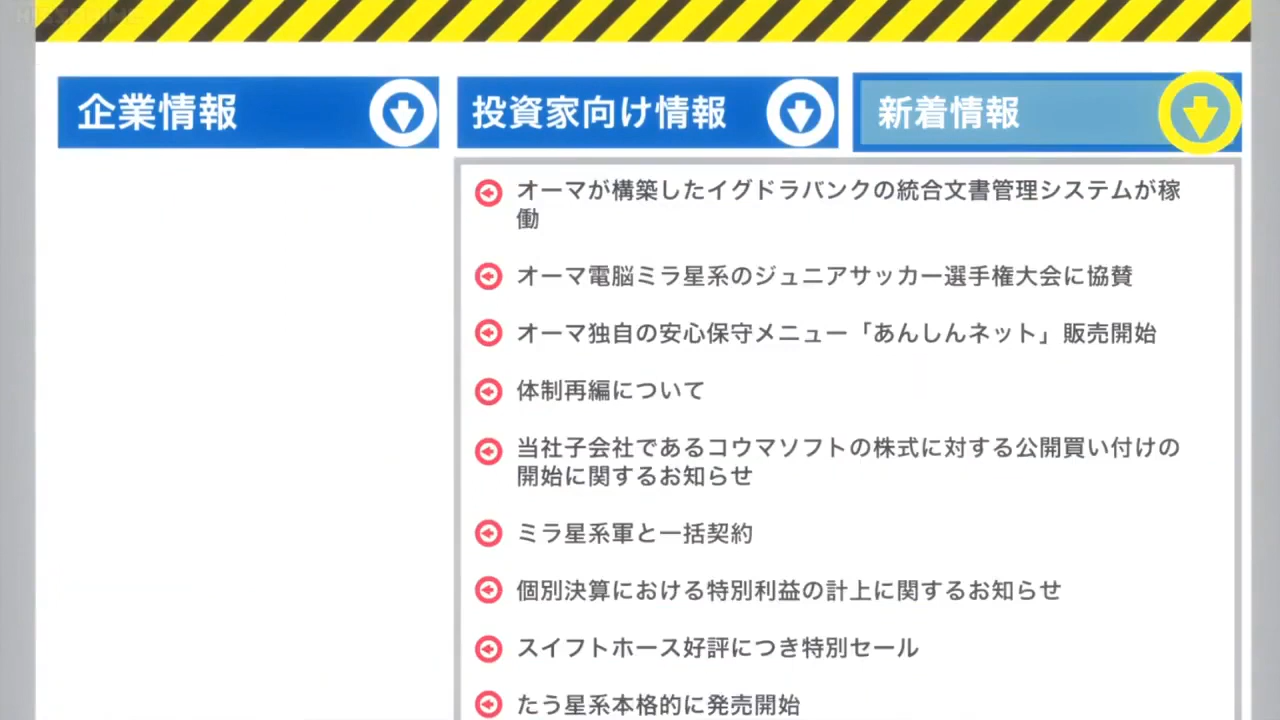 企業情報
投資家向け情報
新着情報
オーマが構築したイグドラバンクの統合文書管理システムが稼
働
オーマ電脳ミラ星系のジュニアサッカー選手権大会に協賛
オーマ独自の安心保守メニュー「あんしんネット」販売開始
体制再編について
当社子会社であるコウマソフトの株式に対する公開買い付けの
開始に関するお知らせ
ミラ星系軍と一括契約
個別決算における特別利益の計上に関するお知らせ
スイフトホース好評につき特別セール
たう星系本格的に発売開始